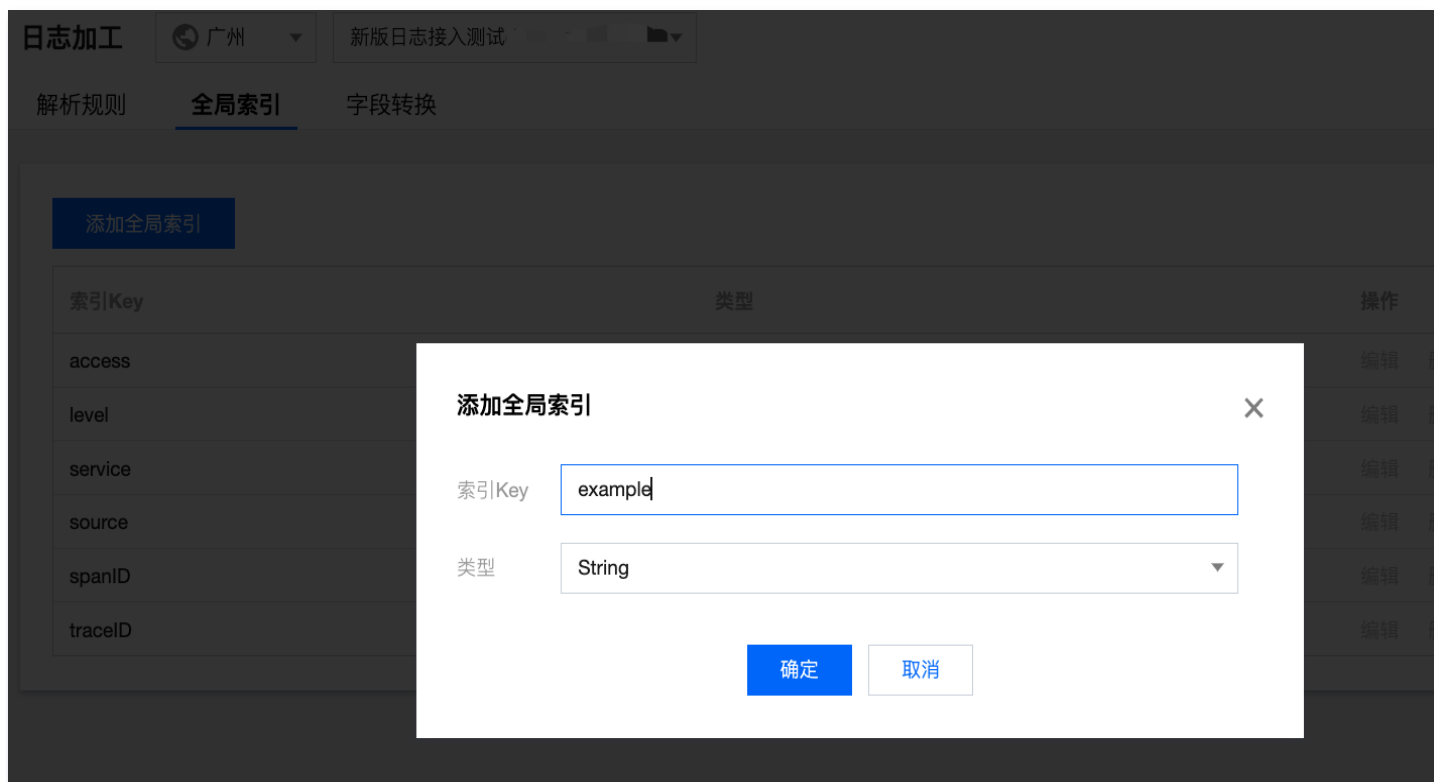 日志加工 广州 新版日志接入测试
解析规则 全局索引 字段转换
添加全局索引
索引Key 类型 操作
access 编辑
level 编辑
service 编辑
source 编辑
spanID 编辑
traceID 编辑
添加全局索引
索引Key example
类型 String
确定 取消